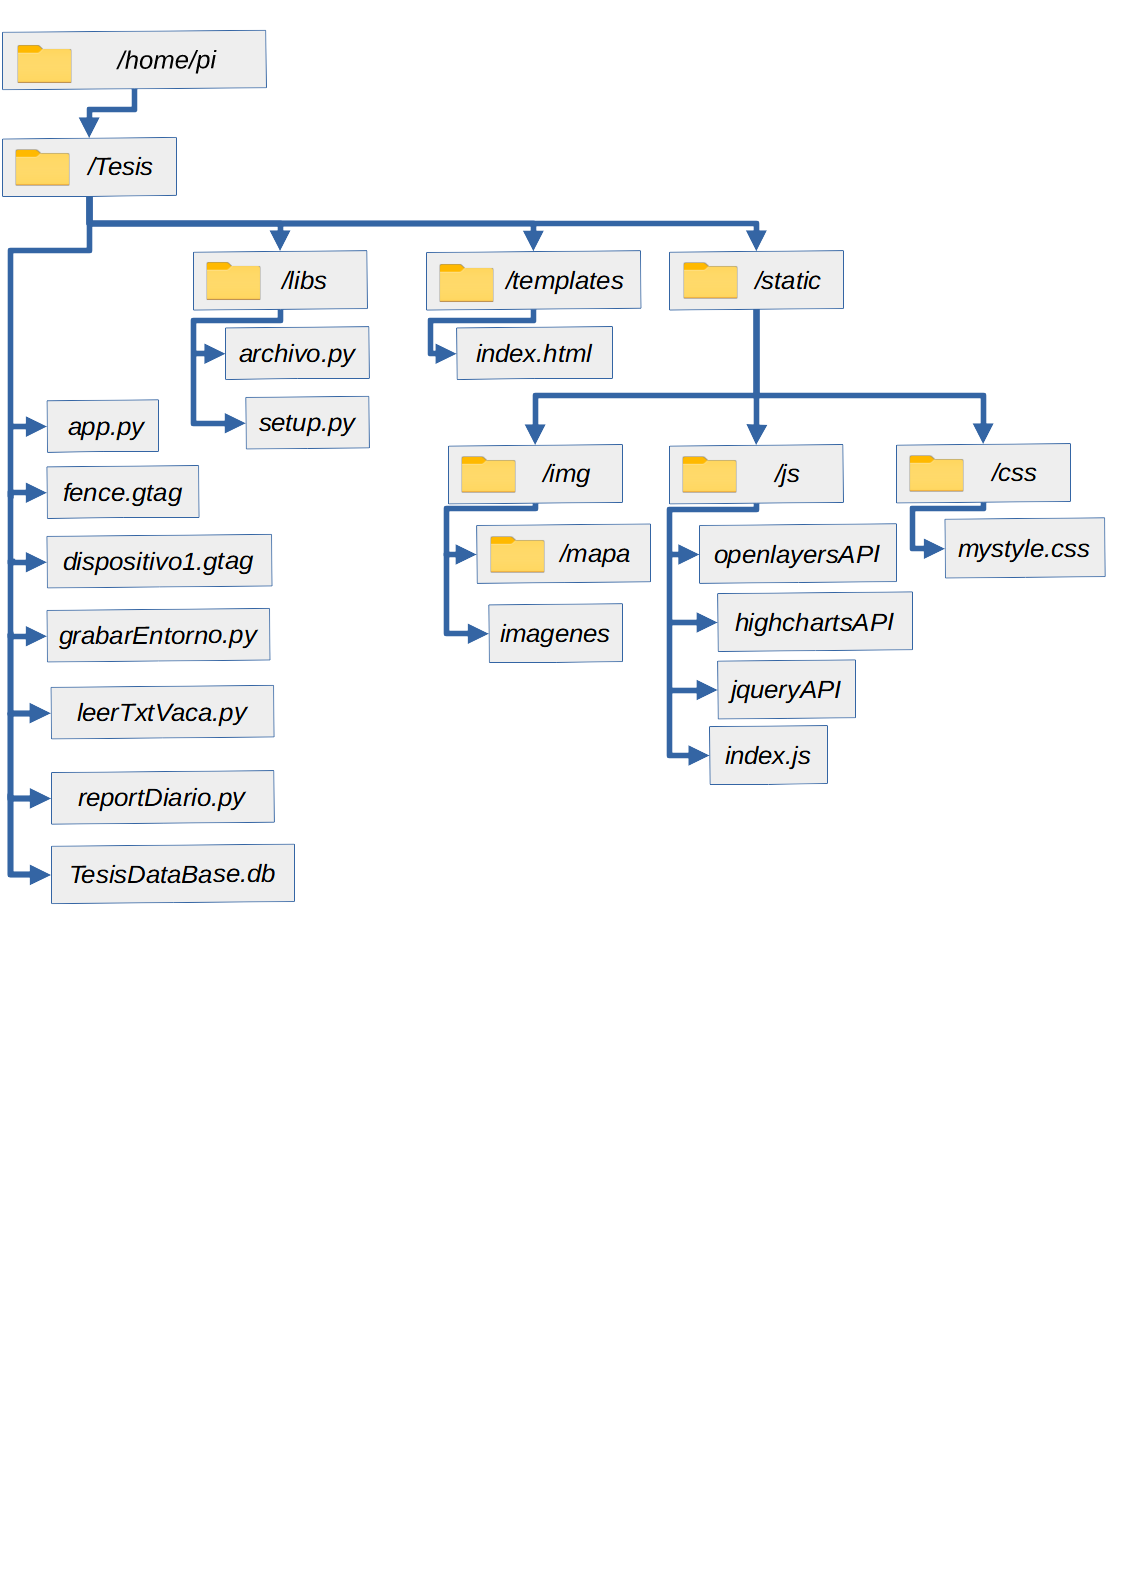 /home/pi
/Tesis
/libs
/templates
/static
archivo.py
index.html
setup.py
app.py
fence.gtag
dispositivo1.gtag
grabarEntorno.py
leerTxtVaca.py
reportDiario.py
TesisDataBase.db
/img
/js
/css
/mapa
imagenes
openlayersAPI
highchartsAPI
jqueryAPI
index.js
mystyle.css